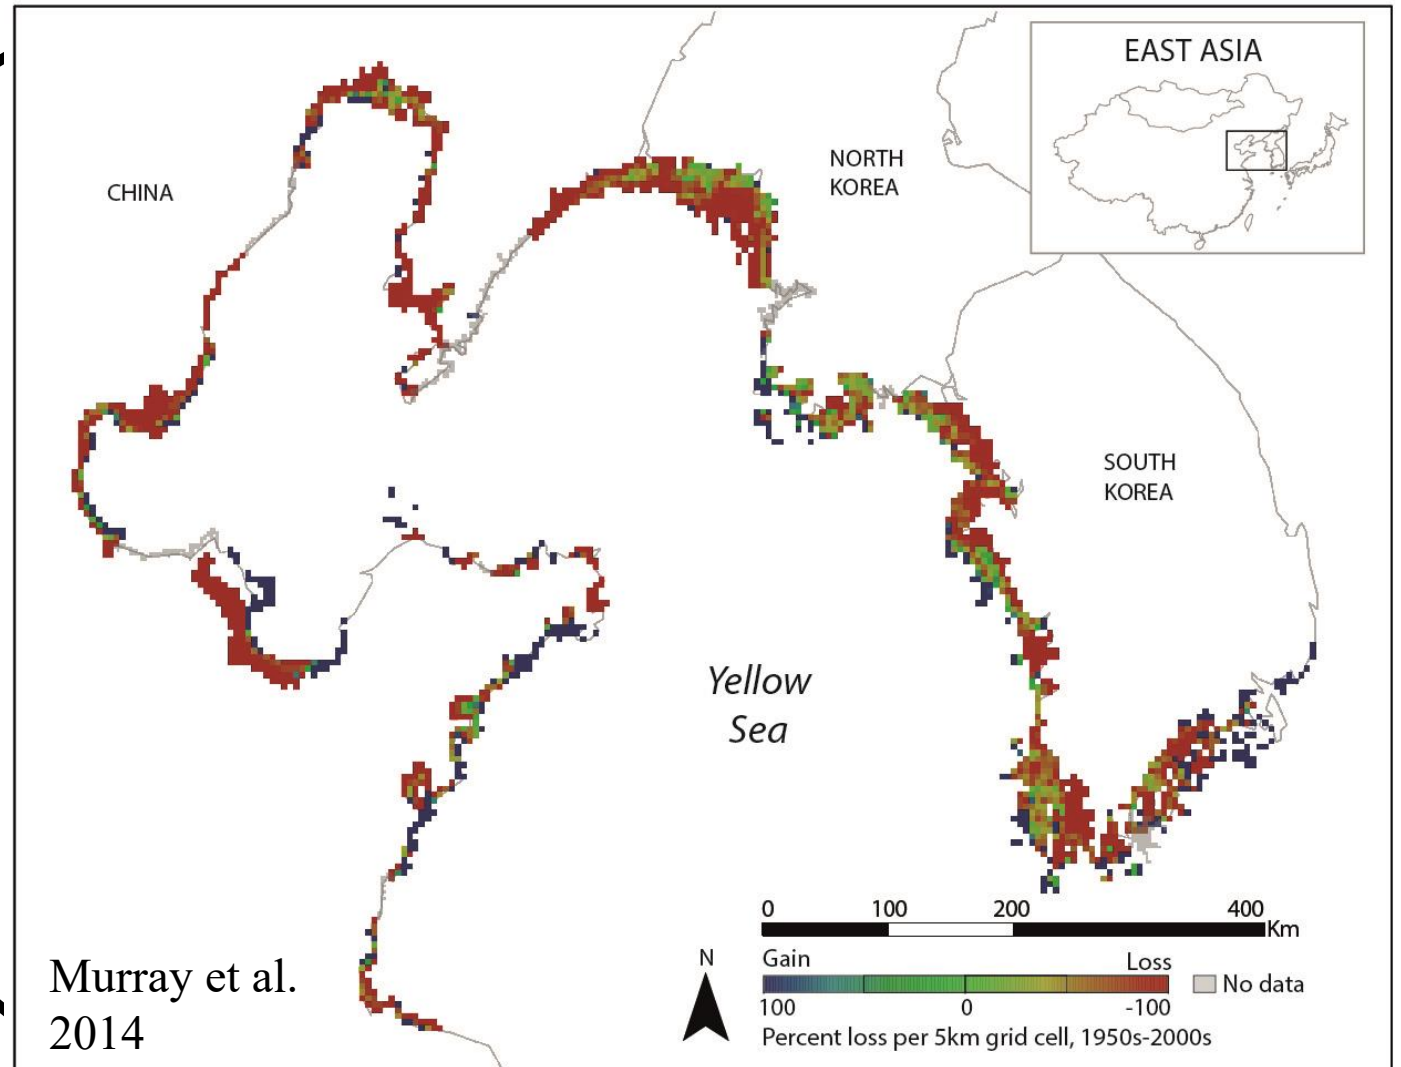 EAST ASIA
NORTH
KOREA
CHINA
SOUTH
KOREA
Yellow
Sea
0 100 200 400
Km
N
Gain Loss
No data
100 0 -100
Percent loss per 5km grid cell, 1950s-2000s
Murray et al.
2014